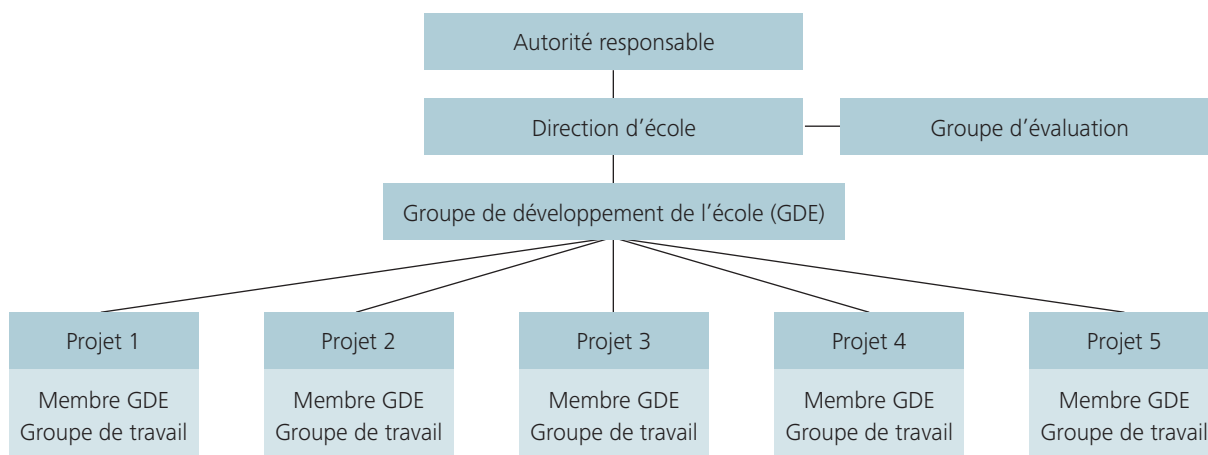 Autorité responsable
Direction d’école
Groupe d’évaluation
Groupe de développement de l’école (GDE)
Projet 1
Projet 2
Projet 3
Projet 4
Projet 5
Membre GDE
Groupe de travail
Membre GDE
Groupe de travail
Membre GDE
Groupe de travail
Membre GDE
Groupe de travail
Membre GDE
Groupe de travail